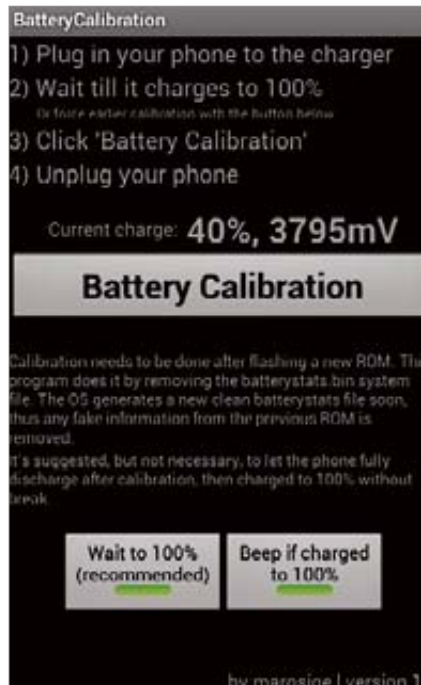 BatteryCalibration
1) Plug in your phone to the charger
2) Wait till it charges to 100%
Or force earlier calibration with the button below
3) Click 'Battery Calibration'
4) Unplug your phone
Current charge: 40%, 3795mV
Battery Calibration
Calibration needs to be done after flashing a new ROM. The
program does it by removing the batterystats.bin system
file. The OS generates a new clean batterystats file soon,
thus any fake information from the previous ROM is
removed.
It's suggested, but not necessary, to let the phone fully
discharge after calibration, then charged to 100% without
break.
Wait to 100%
(recommended)
Beep if charged
to 100%
by marosige | version 1